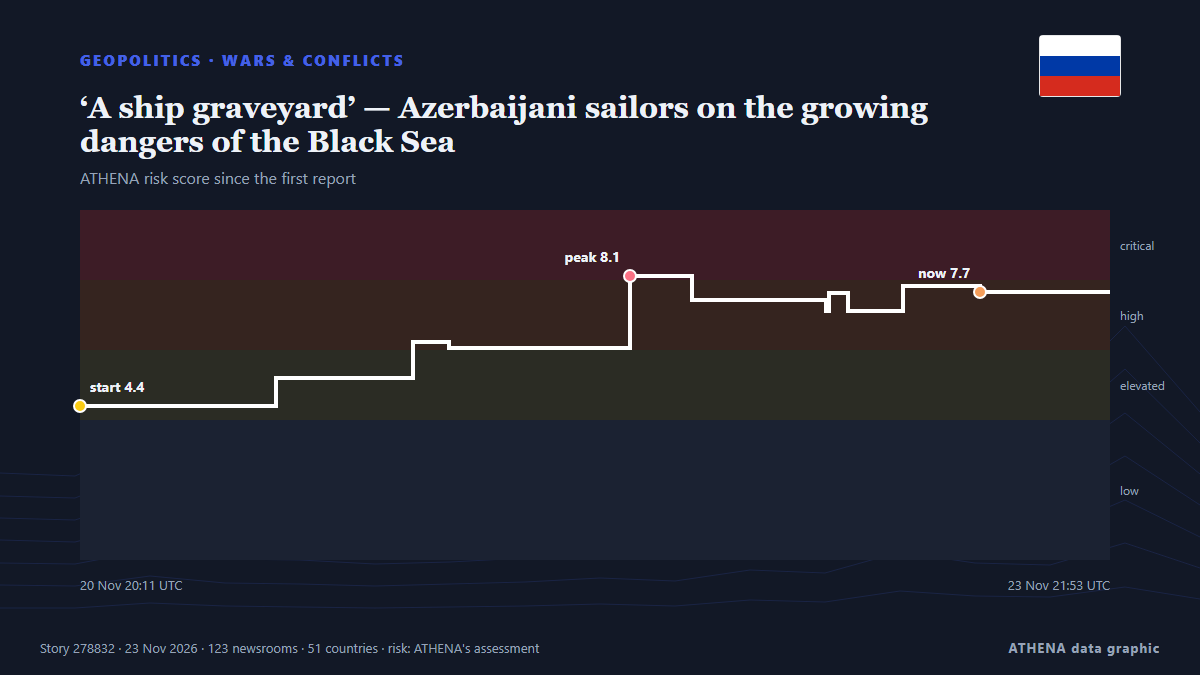 GEOPOLITICS · WARS & CONFLICTS
‘A ship graveyard’ — Azerbaijani sailors on the growing
dangers of the Black Sea
ATHENA risk score since the first report
critical
peak 8.1
now 7.7
high
elevated
start 4.4
low
20 Nov 20:11 UTC
23 Nov 21:53 UTC
Story 278832 · 23 Nov 2026 · 123 newsrooms · 51 countries · risk: ATHENA's assessment
ATHENA data graphic